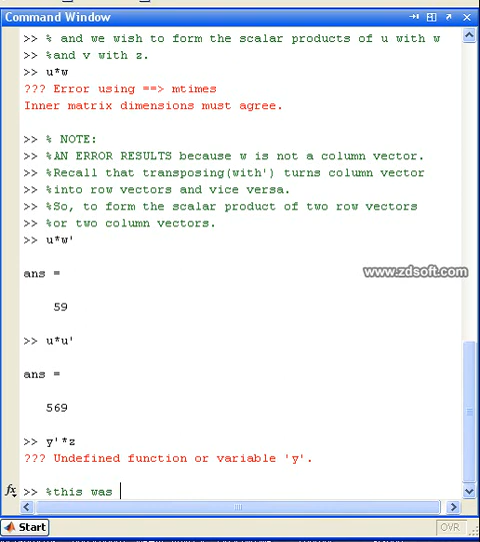 Command Window
>> % and we wish to form the scalar products of u with w
>> %and v with z.
>> u*w
??? Error using ==> mtimes
Inner matrix dimensions must agree.
>> % NOTE:
>> %AN ERROR RESULTS because w is not a column vector.
>> %Recall that transposing(with') turns column vector
>> %into row vectors and vice versa.
>> %So, to form the scalar product of two row vectors
>> %or two column vectors.
>> u*w'
ans =
www.zdsoft.com
59
>> u*u'
ans =
569
>> y'*z
??? Undefined function or variable 'y'.
fx >> %this was
Start
OVR